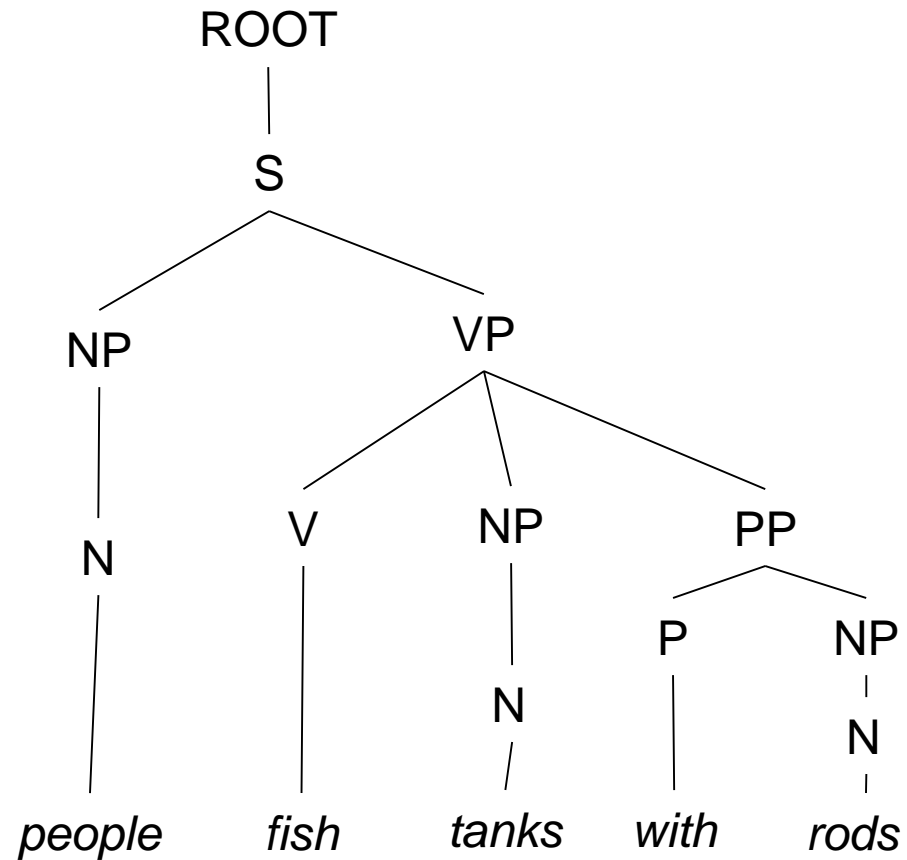 ROOT
S
NP VP
V NP PP
N
P NP
N
N
people fish tanks with rods